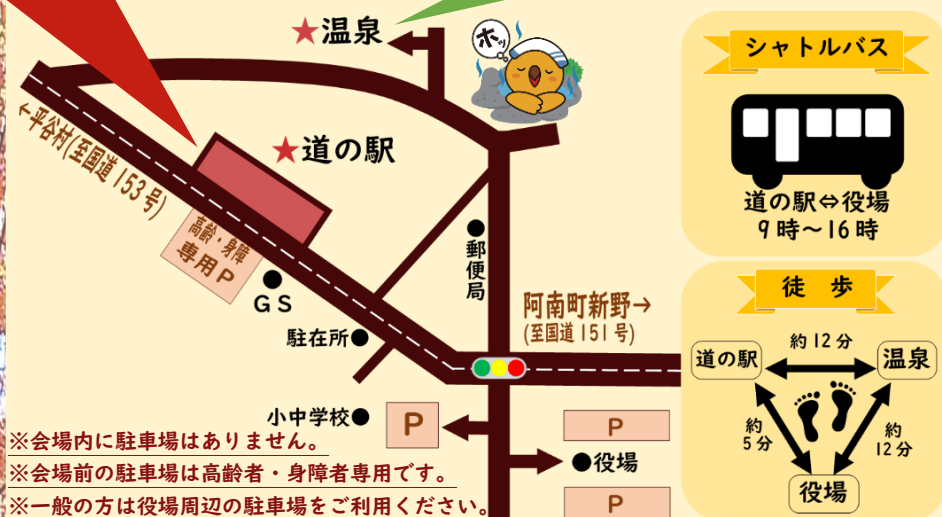 ★温泉
ホッ
★道の駅
←平谷村(至国道153号)
高齢・身障
専用P
●
GS
駐在所●
●郵便局
阿南町新野→
(至国道151号)
小中学校●
P
P
●役場
P
※会場内に駐車場はありません。
※会場前の駐車場は高齢者・身障者専用です。
※一般の方は役場周辺の駐車場をご利用ください。
シャトルバス
道の駅⇔役場
9時～16時
徒歩
道の駅
約12分
温泉
約
5分
約
12分
役場